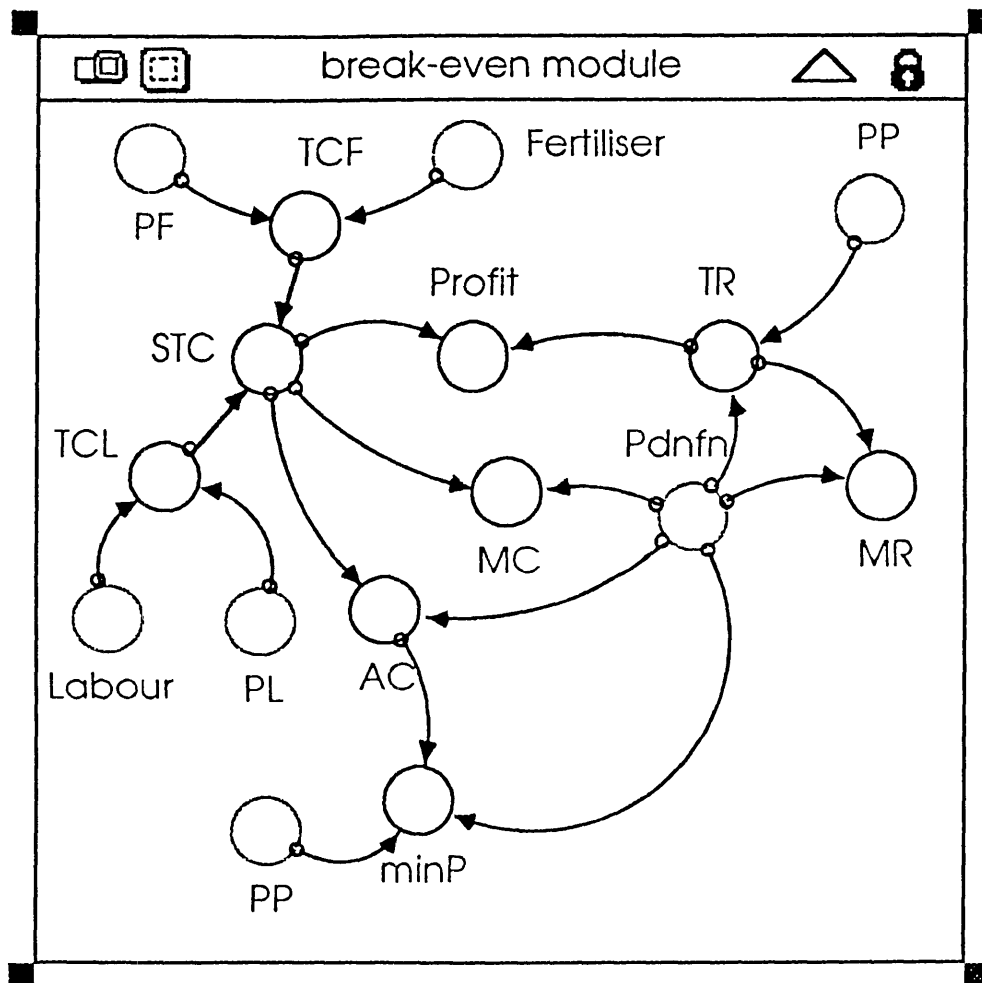 break-even module
PF
TCF
Fertiliser
PP
STC
Profit
TR
TCL
Pdnfn
MC
MR
Labour
PL
AC
PP
minP